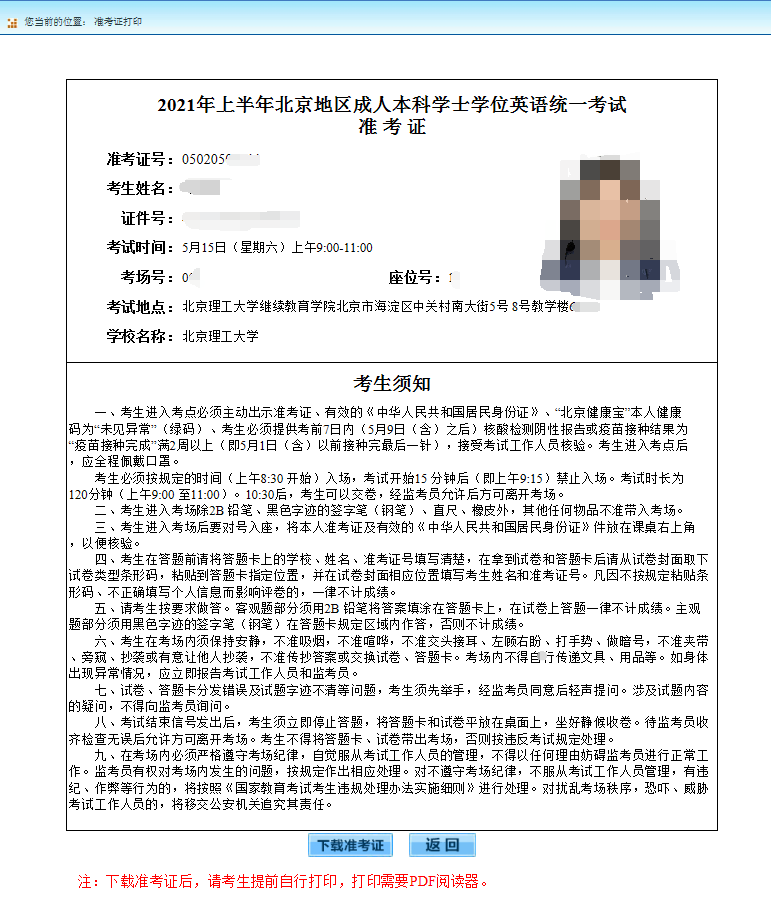 您当前的位置： 准考证打印
2021年上半年北京地区成人本科学士学位英语统一考试
准 考 证
准考证号：050205
考生姓名：
证件号：
考试时间：5月15日（星期六）上午9:00-11:00
考场号：0 座位号：1
考试地点：北京理工大学继续教育学院北京市海淀区中关村南大街5号 8号教学楼
学校名称：北京理工大学
考生须知
一、考生进入考点必须主动出示准考证、有效的《中华人民共和国居民身份证》、“北京健康宝”本人健康
码为“未见异常”（绿码）、考生必须提供考前7日内（5月9日（含）之后）核酸检测阴性报告或疫苗接种结果为
“疫苗接种完成”满2周以上（即5月1日（含）以前接种完最后一针），接受考试工作人员核验。考生进入考点后
，应全程佩戴口罩。
考生必须按规定的时间（上午8:30 开始）入场，考试开始15 分钟后（即上午9:15）禁止入场。考试时长为
120分钟（上午9:00 至11:00）。10:30后，考生可以交卷，经监考员允许后方可离开考场。
二、考生进入考场除2B 铅笔、黑色字迹的签字笔（钢笔）、直尺、橡皮外，其他任何物品不准带入考场。
三、考生进入考场后要对号入座，将本人准考证及有效的《中华人民共和国居民身份证》件放在课桌右上角
，以便核验。
四、考生在答题前请将答题卡上的学校、姓名、准考证号填写清楚，在拿到试卷和答题卡后请从试卷封面取下
试卷类型条形码，粘贴到答题卡指定位置，并在试卷封面相应位置填写考生姓名和准考证号。凡因不按规定粘贴条
形码、不正确填写个人信息而影响评卷的，一律不计成绩。
五、请考生按要求做答。客观题部分须用2B 铅笔将答案填涂在答题卡上，在试卷上答题一律不计成绩。主观
题部分须用黑色字迹的签字笔（钢笔）在答题卡规定区域内作答，否则不计成绩。
六、考生在考场内须保持安静，不准吸烟，不准喧哗，不准交头接耳、左顾右盼、打手势、做暗号，不准夹带
、旁窥、抄袭或有意让他人抄袭，不准传抄答案或交换试卷、答题卡。考场内不得自行传递文具、用品等。如身体
出现异常情况，应立即报告考试工作人员和监考员。
七、试卷、答题卡分发错误及试题字迹不清等问题，考生须先举手，经监考员同意后轻声提问。涉及试题内容
的疑问，不得向监考员询问。
八、考试结束信号发出后，考生须立即停止答题，将答题卡和试卷平放在桌面上，坐好静候收卷。待监考员收
齐检查无误后允许方可离开考场。考生不得将答题卡、试卷带出考场，否则按违反考试规定处理。
九、在考场内必须严格遵守考场纪律，自觉服从考试工作人员的管理，不得以任何理由妨碍监考员进行正常工
作。监考员有权对考场内发生的问题，按规定作出相应处理。对不遵守考场纪律，不服从考试工作人员管理，有违
纪、作弊等行为的，将按照《国家教育考试考生违规处理办法实施细则》进行处理。对扰乱考场秩序，恐吓、威胁
考试工作人员的，将移交公安机关追究其责任。
下载准考证 返 回
注：下载准考证后，请考生提前自行打印，打印需要PDF阅读器。